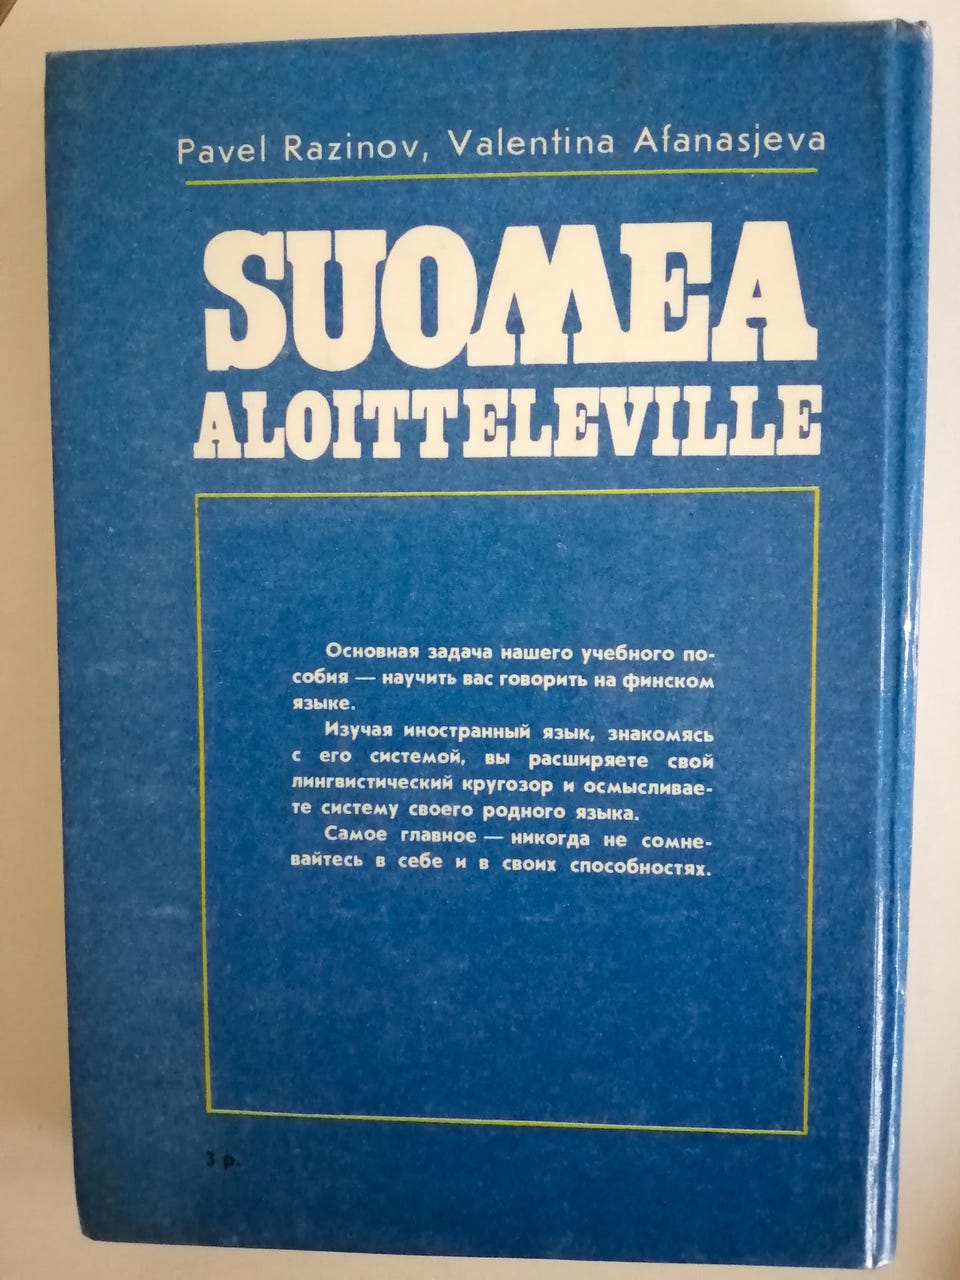 Pavel Razinov, Valentina Afanasjeva
SUOMEA
ALOITTELEVILLE
Основная задача нашего учебного по-
собия — научить вас говорить на финском
языке.
Изучая иностранный язык, знакомясь
с его системой, вы расширяете свой
лингвистический кругозор и осмысливае-
те систему своего родного языка.
Самое главное — никогда не сомне-
вайтесь в себе и в своих способностях.
3 р.